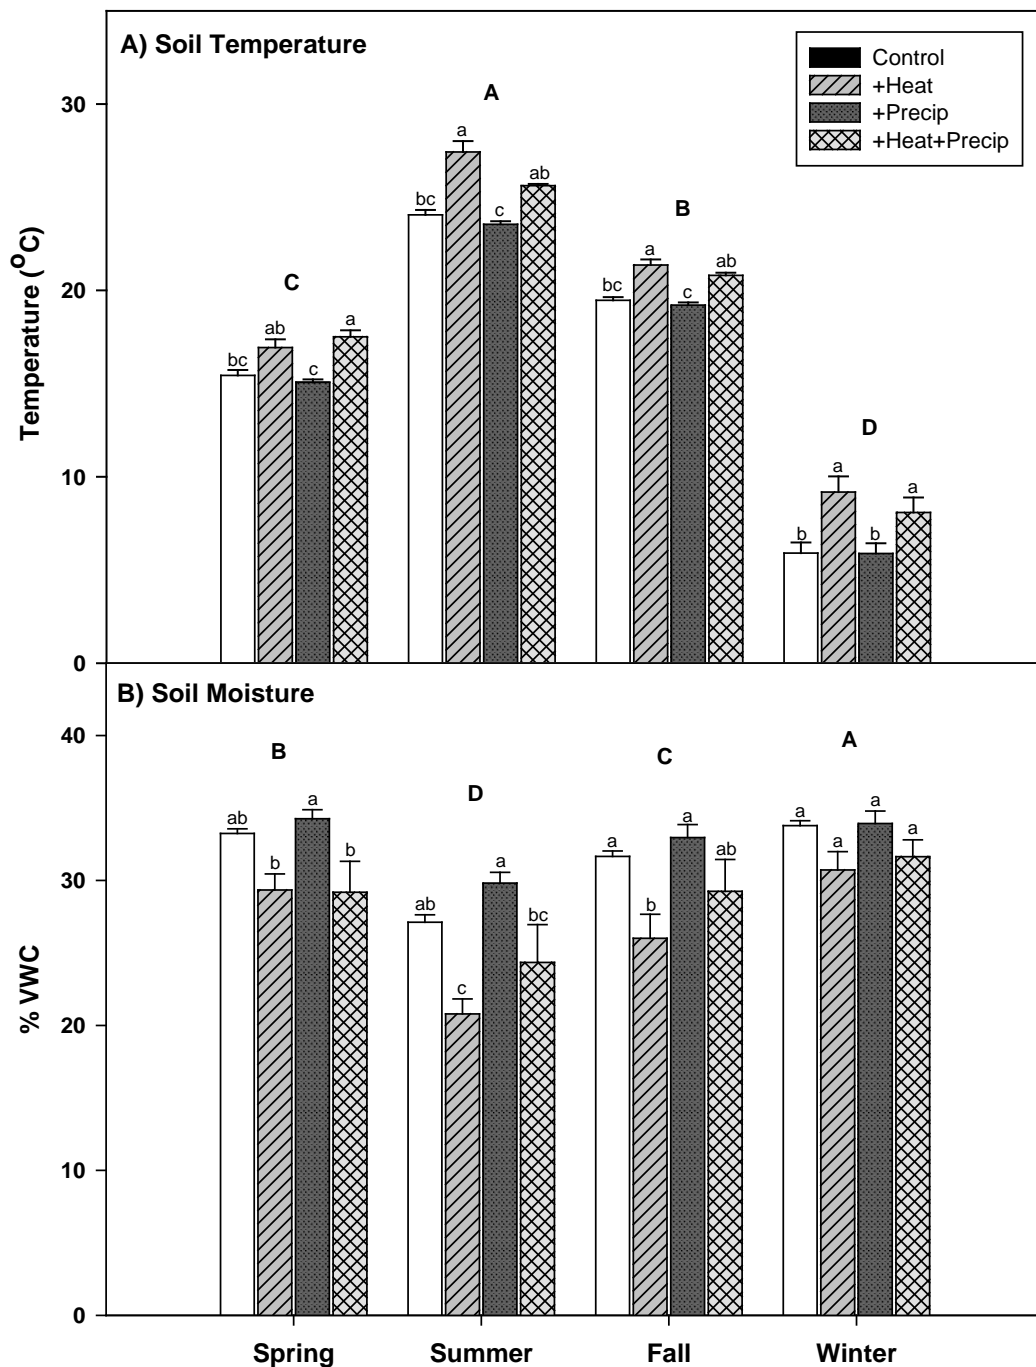 A) Soil Temperature
Control
+Heat
+Precip
+Heat+Precip
Temperature (°C)
30
20
10
0
C
bc
ab
c
a
A
bc
a
c
ab
B
bc
a
c
ab
D
b
a
b
a
B) Soil Moisture
% VWC
40
30
20
10
0
B
ab
b
a
b
D
ab
c
a
bc
C
a
b
a
ab
A
a
a
a
a
Spring
Summer
Fall
Winter